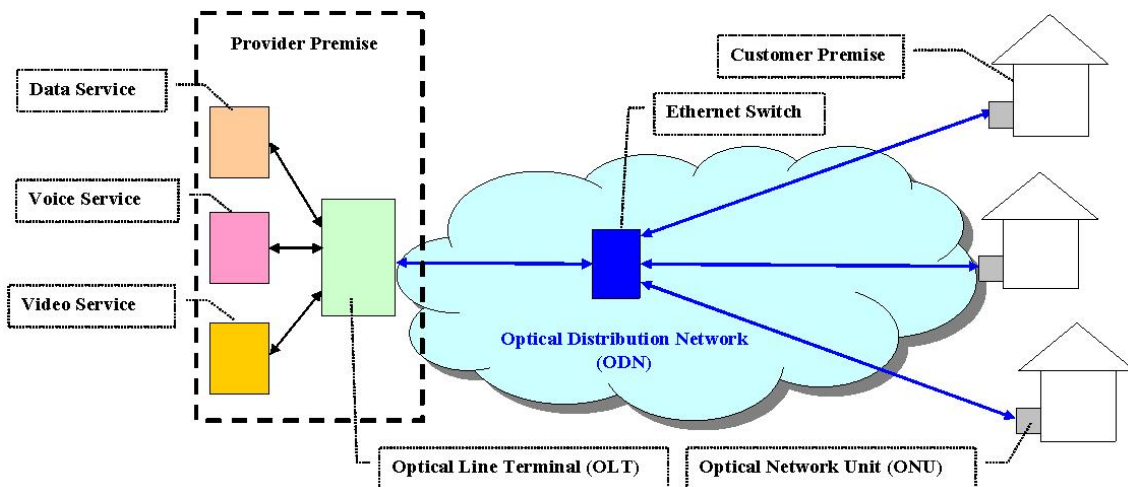 Provider Premise
Data Service
Customer Premise
Ethernet Switch
Voice Service
Video Service
Optical Distribution Network
(ODN)
Optical Line Terminal (OLT)
Optical Network Unit (ONU)